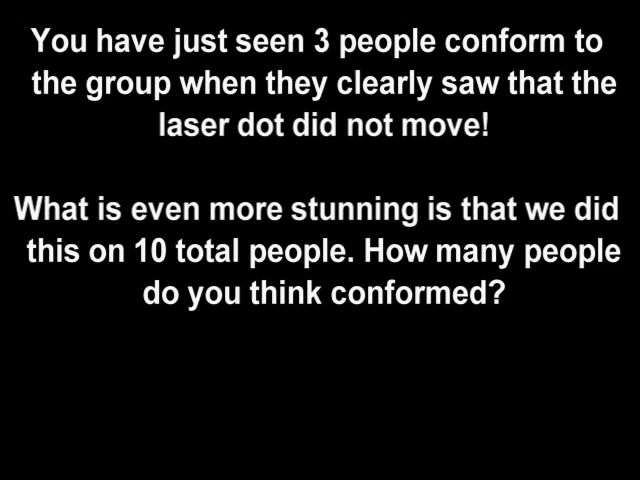 You have just seen 3 people conform to
the group when they clearly saw that the
laser dot did not move!
What is even more stunning is that we did
this on 10 total people. How many people
do you think conformed?